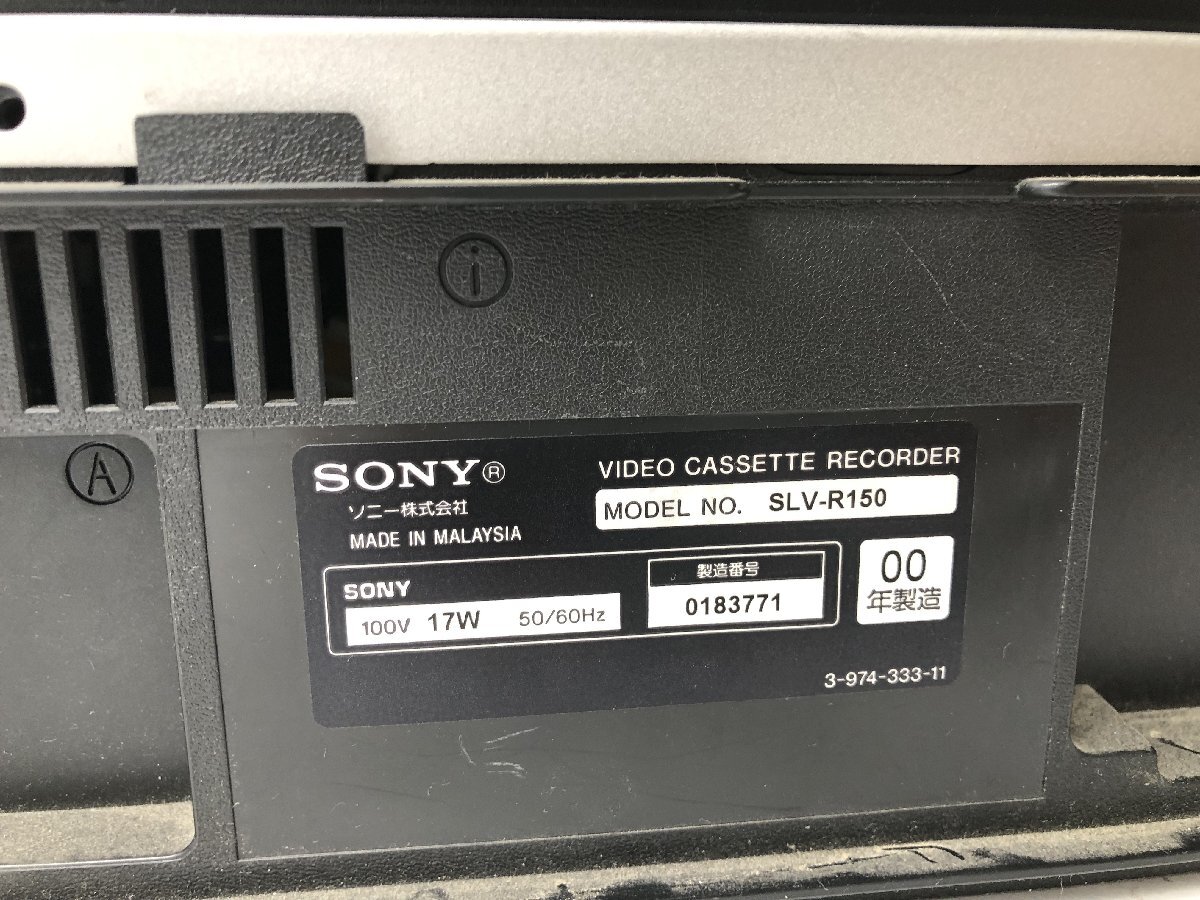 i
A
SONY®
ソニー株式会社
MADE IN MALAYSIA
VIDEO CASSETTE RECORDER
MODEL NO. SLV-R150
SONY
100V 17W 50/60Hz
製造番号
0183771
00
年製造
3-974-333-11